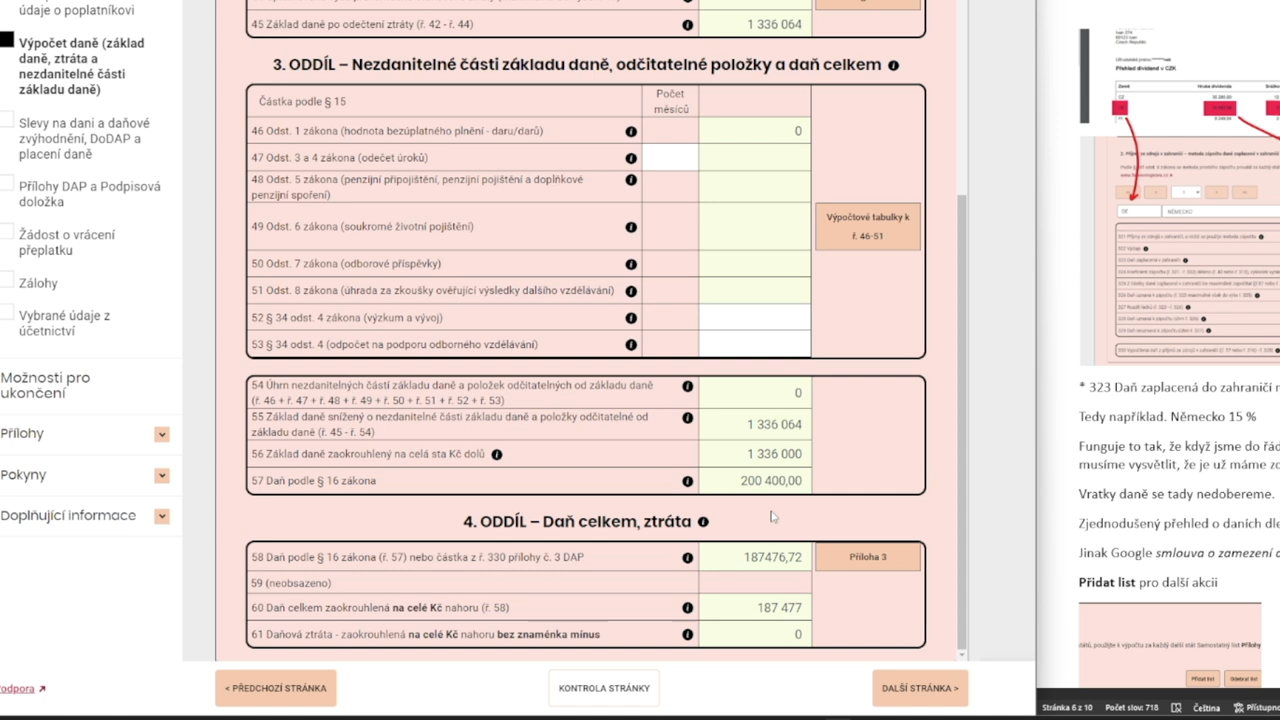 údaje o poplatníkovi
Výpočet daně (základ
daně, ztráta a
nezdanitelné části
základu daně)
Slevy na dani a daňové
zvýhodnění, DoDAP a
placení daně
Přílohy DAP a Podpisová
doložka
Žádost o vrácení
přeplatku
Zálohy
Vybrané údaje z
účetnictví
Možnosti pro
ukončení
Přílohy
Pokyny
Doplňující informace
45 Základ daně po odečtení ztráty (ř. 42 - ř. 44)
1 336 064
3. ODDÍL – Nezdanitelné části základu daně, odčitatelné položky a daň celkem
Částka podle § 15
Počet
měsíců
46 Odst. 1 zákona (hodnota bezúplatného plnění - daru/darů)
0
47 Odst. 3 a 4 zákona (odečet úroků)
48 Odst. 5 zákona (penzijní připojištění, penzijní pojištění a doplňkové
penzijní spoření)
49 Odst. 6 zákona (soukromé životní pojištění)
Výpočtové tabulky k
ř. 46-51
50 Odst. 7 zákona (odborové příspěvky)
51 Odst. 8 zákona (úhrada za zkoušky ověřující výsledky dalšího vzdělávání)
52 § 34 odst. 4 zákona (výzkum a vývoj)
53 § 34 odst. 4 (odpočet na podporu odborného vzdělávání)
54 Úhrn nezdanitelných částí základu daně a položek odčitatelných od základu daně
(ř. 46 + ř. 47 + ř. 48 + ř. 49 + ř. 50 + ř. 51 + ř. 52 + ř. 53)
0
55 Základ daně snížený o nezdanitelné části základu daně a položky odčitatelné od
základu daně (ř. 45 - ř. 54)
1 336 064
56 Základ daně zaokrouhlený na celá sta Kč dolů
1 336 000
57 Daň podle § 16 zákona
200 400,00
4. ODDÍL – Daň celkem, ztráta
58 Daň podle § 16 zákona (ř. 57) nebo částka z ř. 330 přílohy č. 3 DAP
187476,72
Příloha 3
59 (neobsazeno)
60 Daň celkem zaokrouhlená na celé Kč nahoru (ř. 58)
187 477
61 Daňová ztráta - zaokrouhlená na celé Kč nahoru bez znaménka mínus
0
< PŘEDCHOZÍ STRÁNKA
KONTROLA STRÁNKY
DALŠÍ STRÁNKA >
Podpora
Czech Republic
Přehled dividend v CZK
Země
Hrubá dividenda
NĚMECKO
* 323 Daň zaplacená do zahraničí
Tedy například. Německo 15 %
Funguje to tak, že když jsme do řád
musíme vysvětlit, že je už máme
Vratky daně se tady nedobereme.
Zjednodušený přehled o daních dle
Jinak Google smlouva o zamezení
Přidat list pro další akcii
Přidat list
Odebrat list
Stránka 6 z 10
Počet slov: 718
Čeština
Přístupno